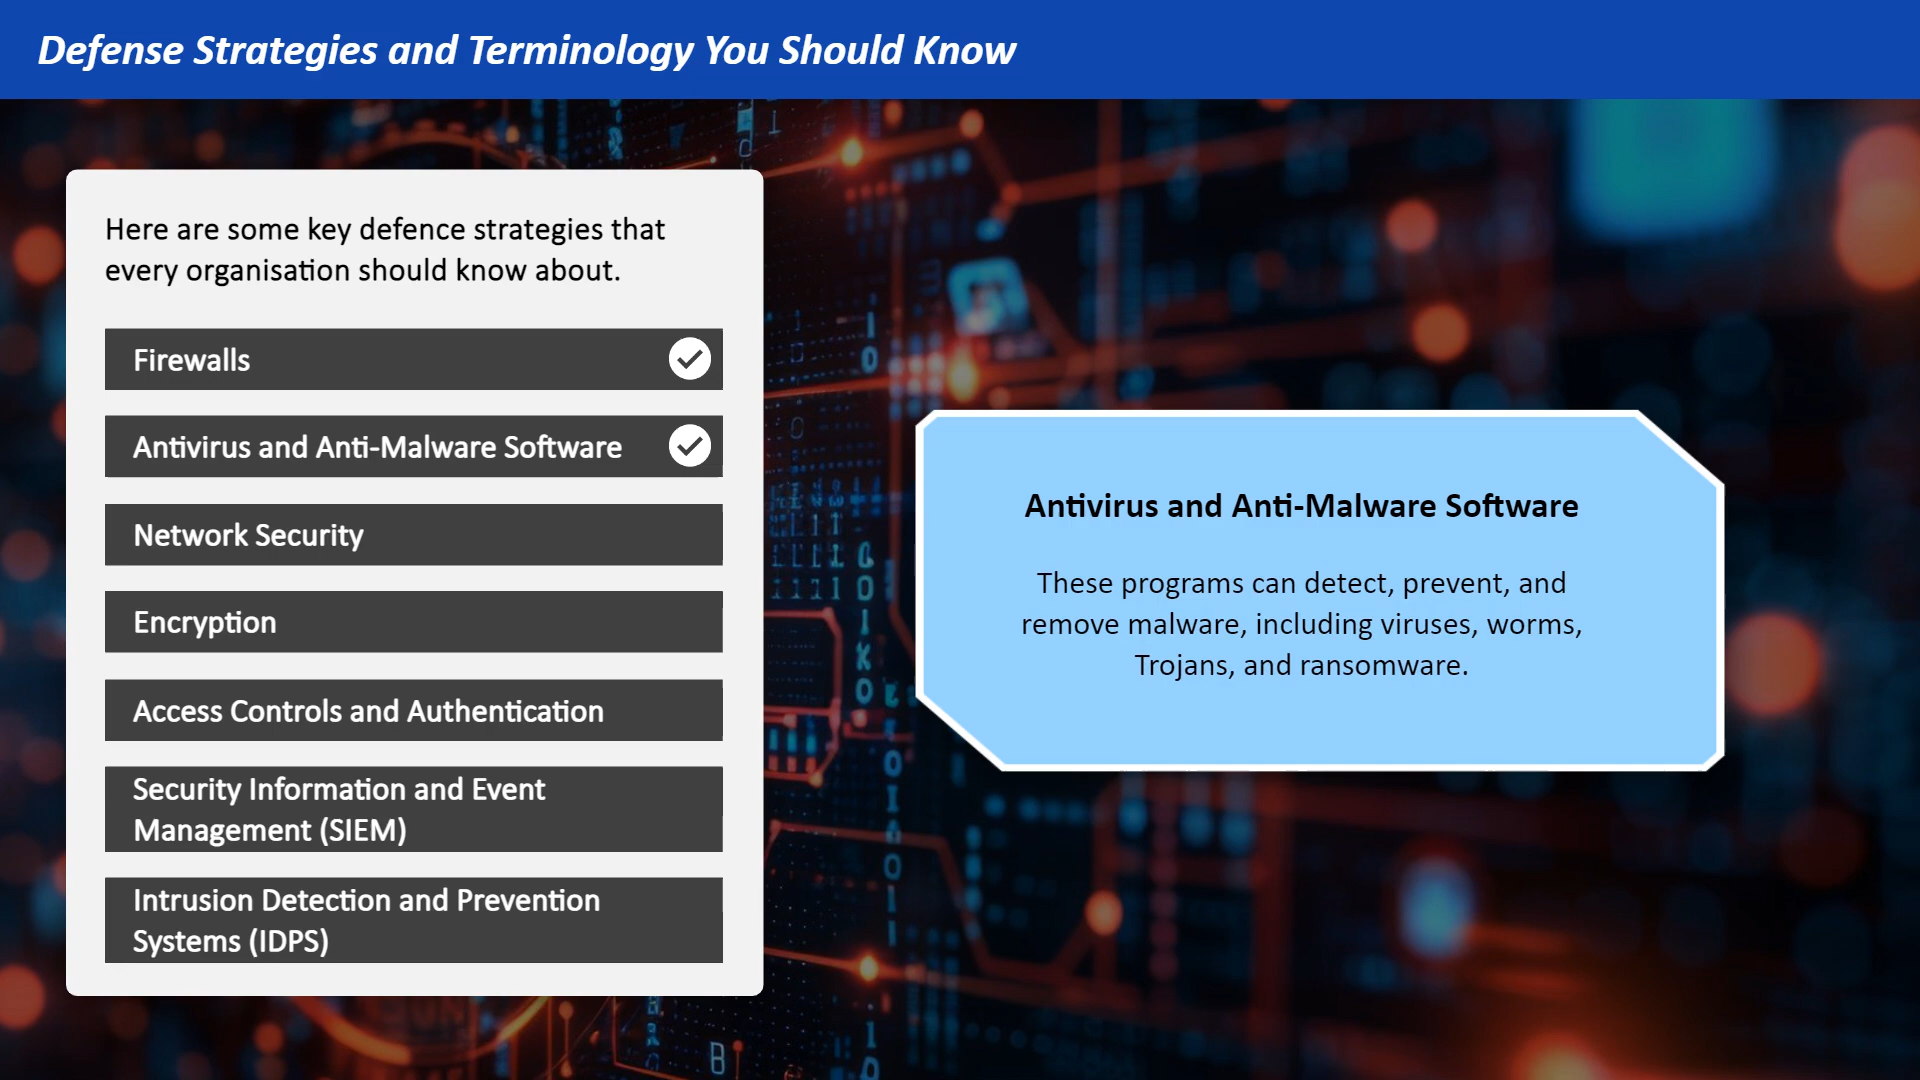 Defense Strategies and Terminology You Should Know
Here are some key defence strategies that
every organisation should know about.
Firewalls
Antivirus and Anti-Malware Software
Network Security
Encryption
Access Controls and Authentication
Security Information and Event
Management (SIEM)
Intrusion Detection and Prevention
Systems (IDPS)
Antivirus and Anti-Malware Software
These programs can detect, prevent, and
remove malware, including viruses, worms,
Trojans, and ransomware.